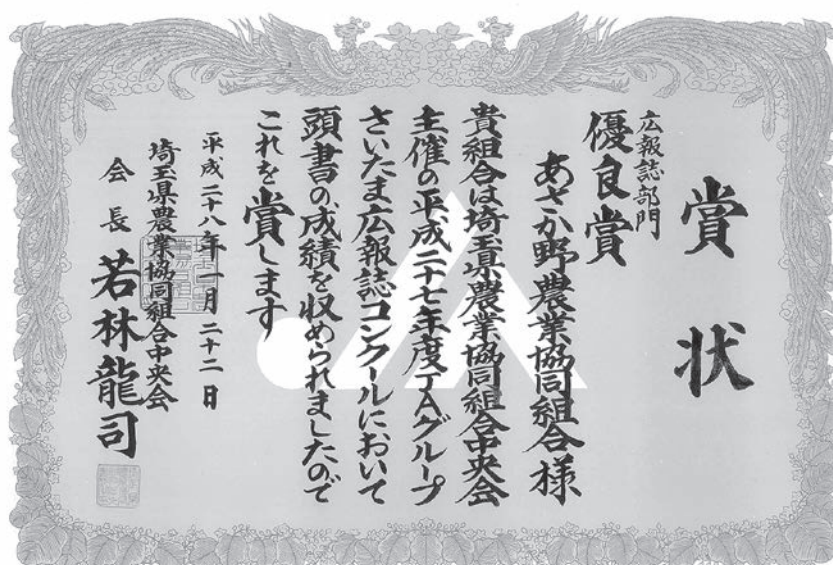 賞状
広報誌部門
優良賞
あさか野農業協同組合様
貴組合は埼玉県農業協同組合中央会
主催の平成二十七年度JAグループ
さいたま広報誌コンクールにおいて
頭書の成績を収められましたので
これを賞します
平成二十八年一月二十二日
埼玉県農業協同組合中央会
会長 若林龍司